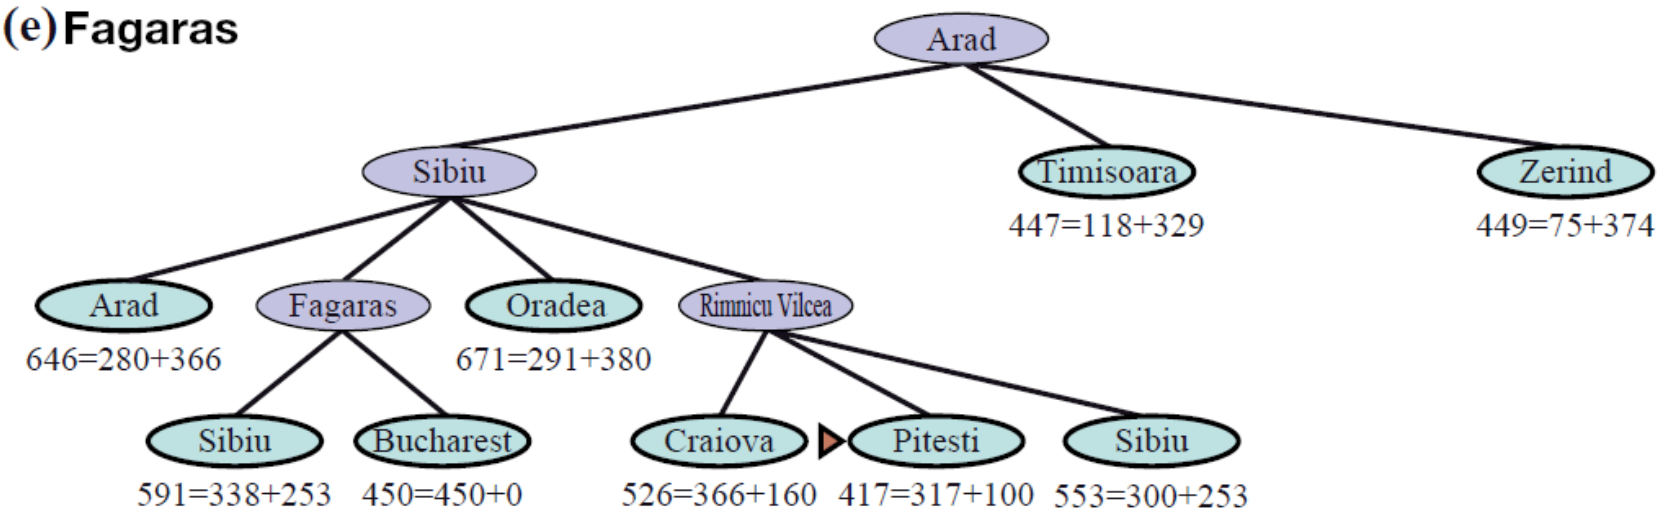 (e) Fagaras
Arad
Sibiu
Timisoara
Zerind
447=118+329
449=75+374
Arad
Fagaras
Oradea
Rimnicu Vilcea
646=280+366
671=291+380
Sibiu
Bucharest
Craiova
Pitesti
Sibiu
591=338+253
450=450+0
526=366+160
417=317+100
553=300+253